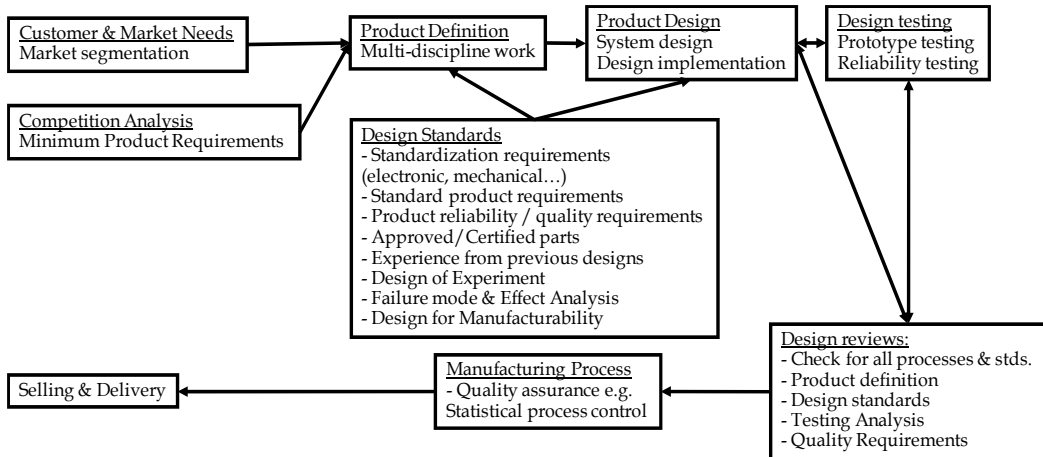 Customer & Market Needs
Market segmentation
Product Definition
Multi-discipline work
Product Design
System design
Design implementation
Design testing
Prototype testing
Reliability testing
Competition Analysis
Minimum Product Requirements
Design Standards
- Standardization requirements
(electronic, mechanical...)
- Standard product requirements
- Product reliability / quality requirements
- Approved/Certified parts
- Experience from previous designs
- Design of Experiment
- Failure mode & Effect Analysis
- Design for Manufacturability
Design reviews:
- Check for all processes & stds.
- Product definition
- Design standards
- Testing Analysis
- Quality Requirements
Manufacturing Process
- Quality assurance e.g.
Statistical process control
Selling & Delivery